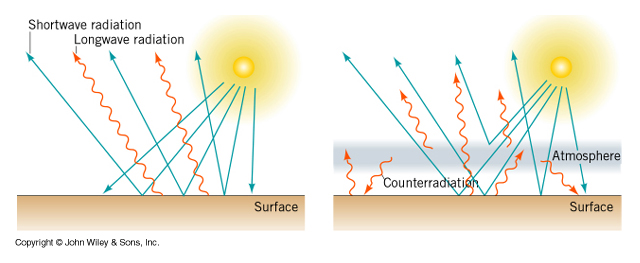 Shortwave radiation
Longwave radiation
Atmosphere
Counterradiation
Surface
Surface
Copyright © John Wiley & Sons, Inc.